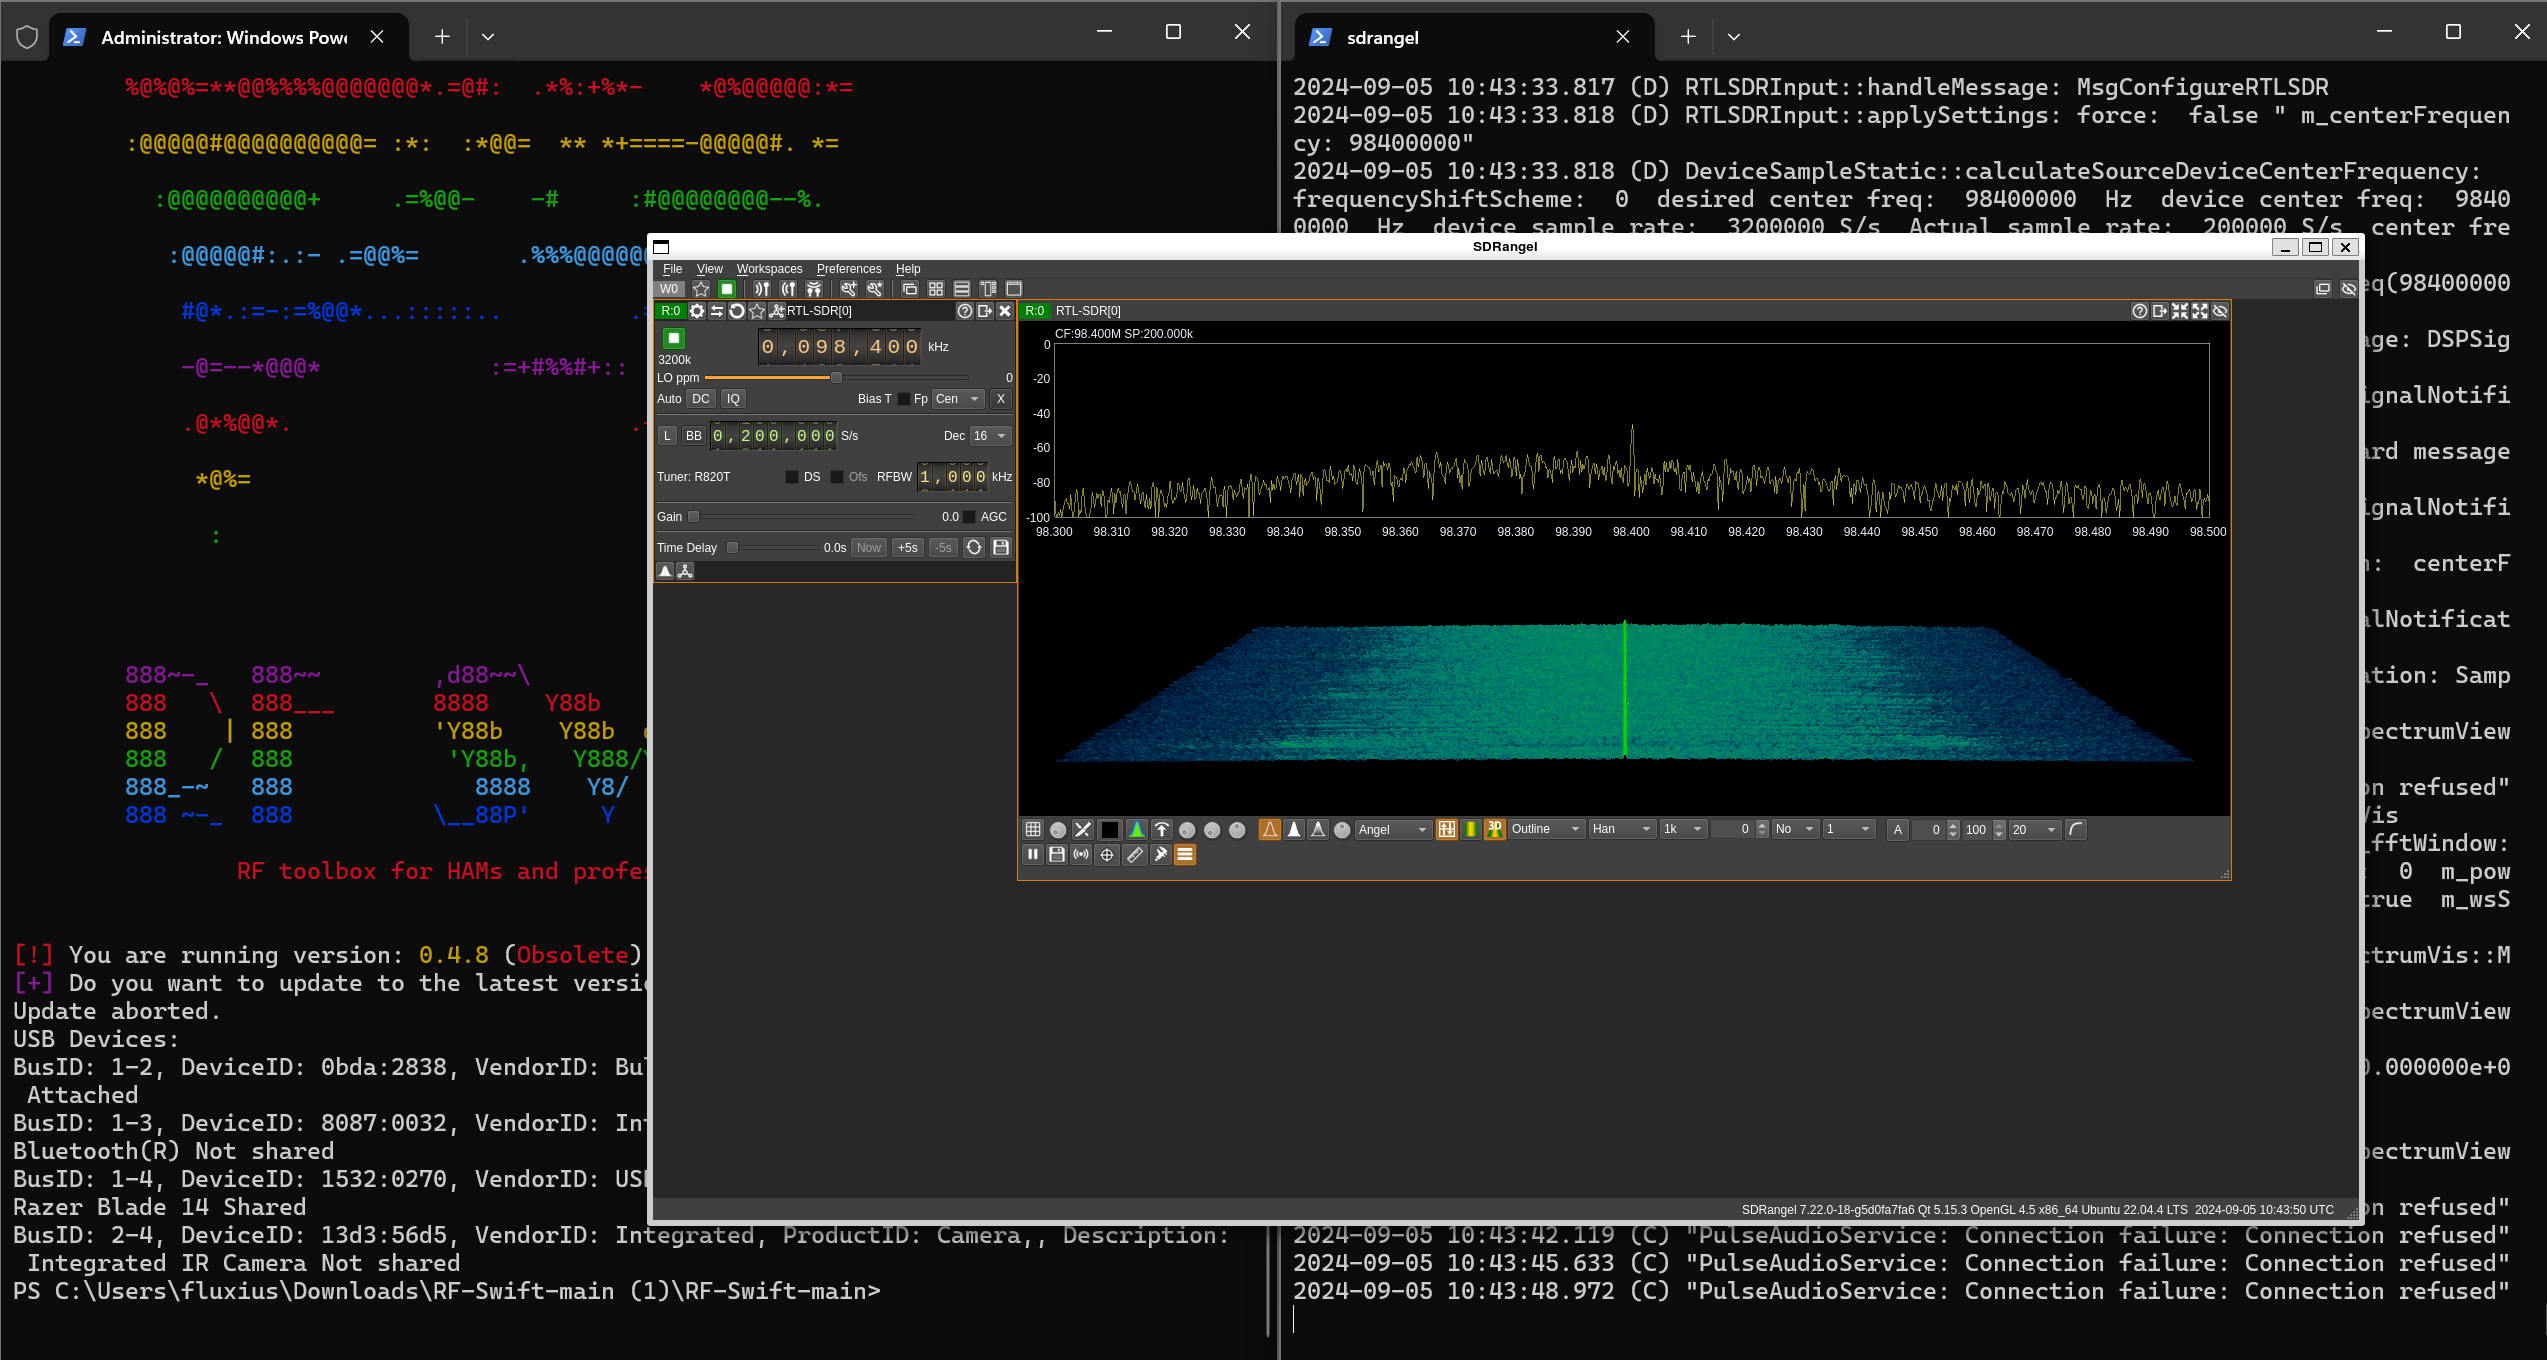 Administrator: Windows Powe
%@%@%=**@@%%%%@@@@@@@*.=@#:  .*%:+%*-    *@%@@@@@:*=
:@@@@@#@@@@@@@@@@= :*:  :*@@=  ** *+====-@@@@@#. *=
:@@@@@@@@@@+     .=%@@-    -#     :#@@@@@@@@--%.
:@@@@@#:.:- .=@@%=       .%%%@@@@@@
#@*.:=-:=%@@*...:::::..
-@=--*@@@*            :=+#%%#+::
.@*%@@*.
*@%=
:
888~-_   888~~        ,d88~~\
888   \  888___       8888    Y88b
888    | 888          'Y88b    Y88b
888   /  888           'Y88b,   Y888/
888_-~   888             8888    Y8/
888 ~-_  888          \__88P'     Y
RF toolbox for HAMs and profes
[!] You are running version: 0.4.8 (Obsolete)
[+] Do you want to update to the latest versi
Update aborted.
USB Devices:
BusID: 1-2, DeviceID: 0bda:2838, VendorID: Bu
Attached
BusID: 1-3, DeviceID: 8087:0032, VendorID: In
Bluetooth(R) Not shared
BusID: 1-4, DeviceID: 1532:0270, VendorID: US
Razer Blade 14 Shared
BusID: 2-4, DeviceID: 13d3:56d5, VendorID: Integrated, ProductID: Camera,, Description:
Integrated IR Camera Not shared
PS C:\Users\fluxius\Downloads\RF-Swift-main (1)\RF-Swift-main>
sdrangel
2024-09-05 10:43:33.817 (D) RTLSDRInput::handleMessage: MsgConfigureRTLSDR
2024-09-05 10:43:33.818 (D) RTLSDRInput::applySettings: force:  false " m_centerFrequen
cy: 98400000"
2024-09-05 10:43:33.818 (D) DeviceSampleStatic::calculateSourceDeviceCenterFrequency:
frequencyShiftScheme:  0  desired center freq:  98400000  Hz  device center freq:  9840
0000  Hz  device sample rate:  3200000 S/s  Actual sample rate:  200000 S/s  center fre
eq(98400000
age: DSPSig
ignalNotifi
ard message
ignalNotifi
:  centerF
alNotificat
ation: Samp
pectrumView
on refused"
Vis
_fftWindow:
0  m_pow
true  m_wsS
ctrumVis::M
pectrumView
0.000000e+0
pectrumView
on refused"
2024-09-05 10:43:42.119 (C) "PulseAudioService: Connection failure: Connection refused"
2024-09-05 10:43:45.633 (C) "PulseAudioService: Connection failure: Connection refused"
2024-09-05 10:43:48.972 (C) "PulseAudioService: Connection failure: Connection refused"
SDRangel
File View Workspaces Preferences Help
W0
R:0 RTL-SDR[0]
0,098,400 kHz
3200k
LO ppm 0
Auto DC IQ Bias T Fp Cen X
L BB 0,200,000 S/s Dec 16
Tuner: R820T DS Ofs RFBW 1,000 kHz
Gain 0.0 AGC
Time Delay 0.0s Now +5s -5s
R:0 RTL-SDR[0]
CF:98.400M SP:200.000k
0
-20
-40
-60
-80
-100
98.300 98.310 98.320 98.330 98.340 98.350 98.360 98.370 98.380 98.390 98.400 98.410 98.420 98.430 98.440 98.450 98.460 98.470 98.480 98.490 98.500
Angel 3D Outline Han 1k 0 No 1 A 0 100 20
SDRangel 7.22.0-18-g5d0fa7fa6 Qt 5.15.3 OpenGL 4.5 x86_64 Ubuntu 22.04.4 LTS  2024-09-05 10:43:50 UTC